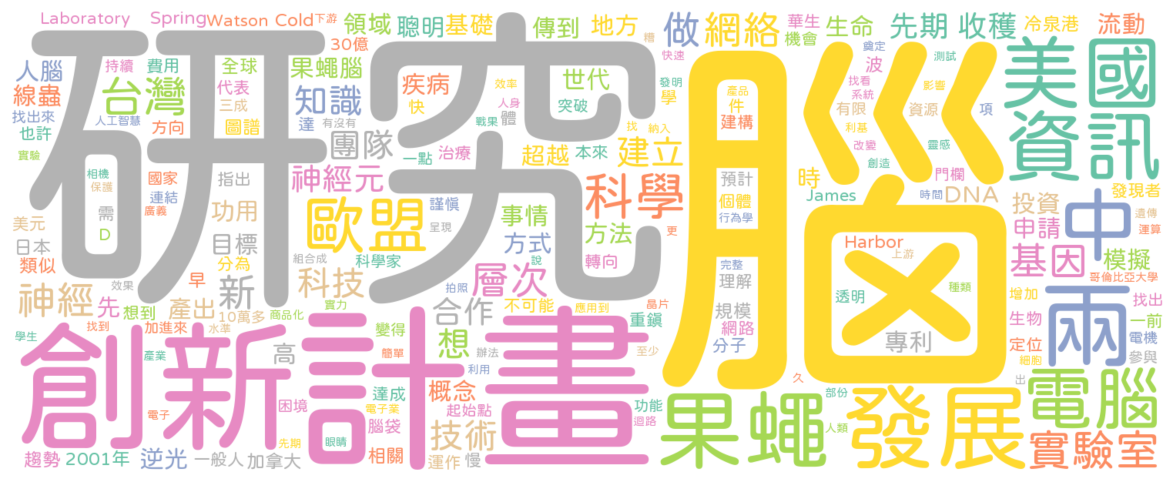 Laboratory
Spring
Watson Cold
下游
領域
聰明
基礎
傳到
地方
做
網絡
華生
機會
生命
先期
收穫
冷泉港
流動
30億
人腦
持續
費用
全球
果蠅腦
疾病
世代
快速
奠定
測試
波
美國
線蟲
台灣
代表
知識
效率
發明
學
找看
系統
影響
資訊
找出來
人工智慧
三成
快
人身
突破
件
產品
有限
資源
項
也許
方向
圖譜
達
有沒有
戰果
體
建構
利基
實驗
研究
腦
團隊
一點
治療
超越
本來
找
納入
建立
改變
創造
靈感
相機
保護
國家
指出
神經元
科學
預計
時
門欄
發現者
連結
謹慎
個體
James
時間
DNA
投資
遺傳
需
廣義
功用
歐盟
呈現
事情
行為學
更
申請
中
運算
美元
D
日本
目標
方式
方法
Harbor
上游
基因
模擬
組合成
科學家
說
轉向
完整
理解
哥倫比亞大學
類似
分為
新
科技
層次
效果
早
拍照
透明
種類
增加
找出
神經
先
想到
產出
10萬多
實力
商品化
合作
不可能
應用到
晶片
重鎮
規模
網路
分子
專利
生物
一前
兩
定位
電機
參與
細胞
出
學生
找到
加進來
水準
創新
計畫
產業
高
變得
簡單
辦法
想
利用
至少
久
達成
概念
電子
困境
電子業
起始點
功能
迴路
部份
人類
果蠅
發展
電腦
腦袋
技術
趨勢
2001年
逆光
一般人
加拿大
先期
眼睛
相關
運作
慢
實驗室